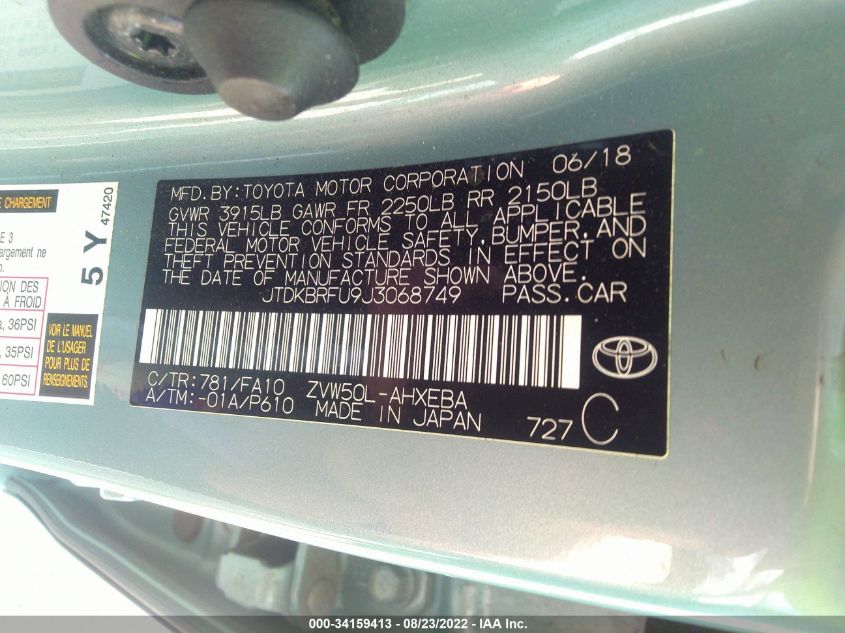 E CHARGEMENT
E 3
argement ne
o.
ION DES
À FROID
a, 36PSI
, 35PSI
60PSI
VOIR LE MANUEL
DE L'USAGER
POUR PLUS DE
RENSEIGNEMENTS
5 Y
47420
MFD. BY: TOYOTA MOTOR CORPORATION 06/18
GVWR 3915LB GAWR FR 2250LB RR 2150LB
THIS VEHICLE CONFORMS TO ALL APPLICABLE
FEDERAL MOTOR VEHICLE SAFETY, BUMPER, AND
THEFT PREVENTION STANDARDS IN EFFECT ON
THE DATE OF MANUFACTURE SHOWN ABOVE.
JTDKBRFU9J3068749 PASS. CAR
C/TR: 781/FA10 ZVW50L-AHXEBA
A/TM: -01A/P610 MADE IN JAPAN
727 C
000-34159413 - 08/23/2022 - IAA Inc.